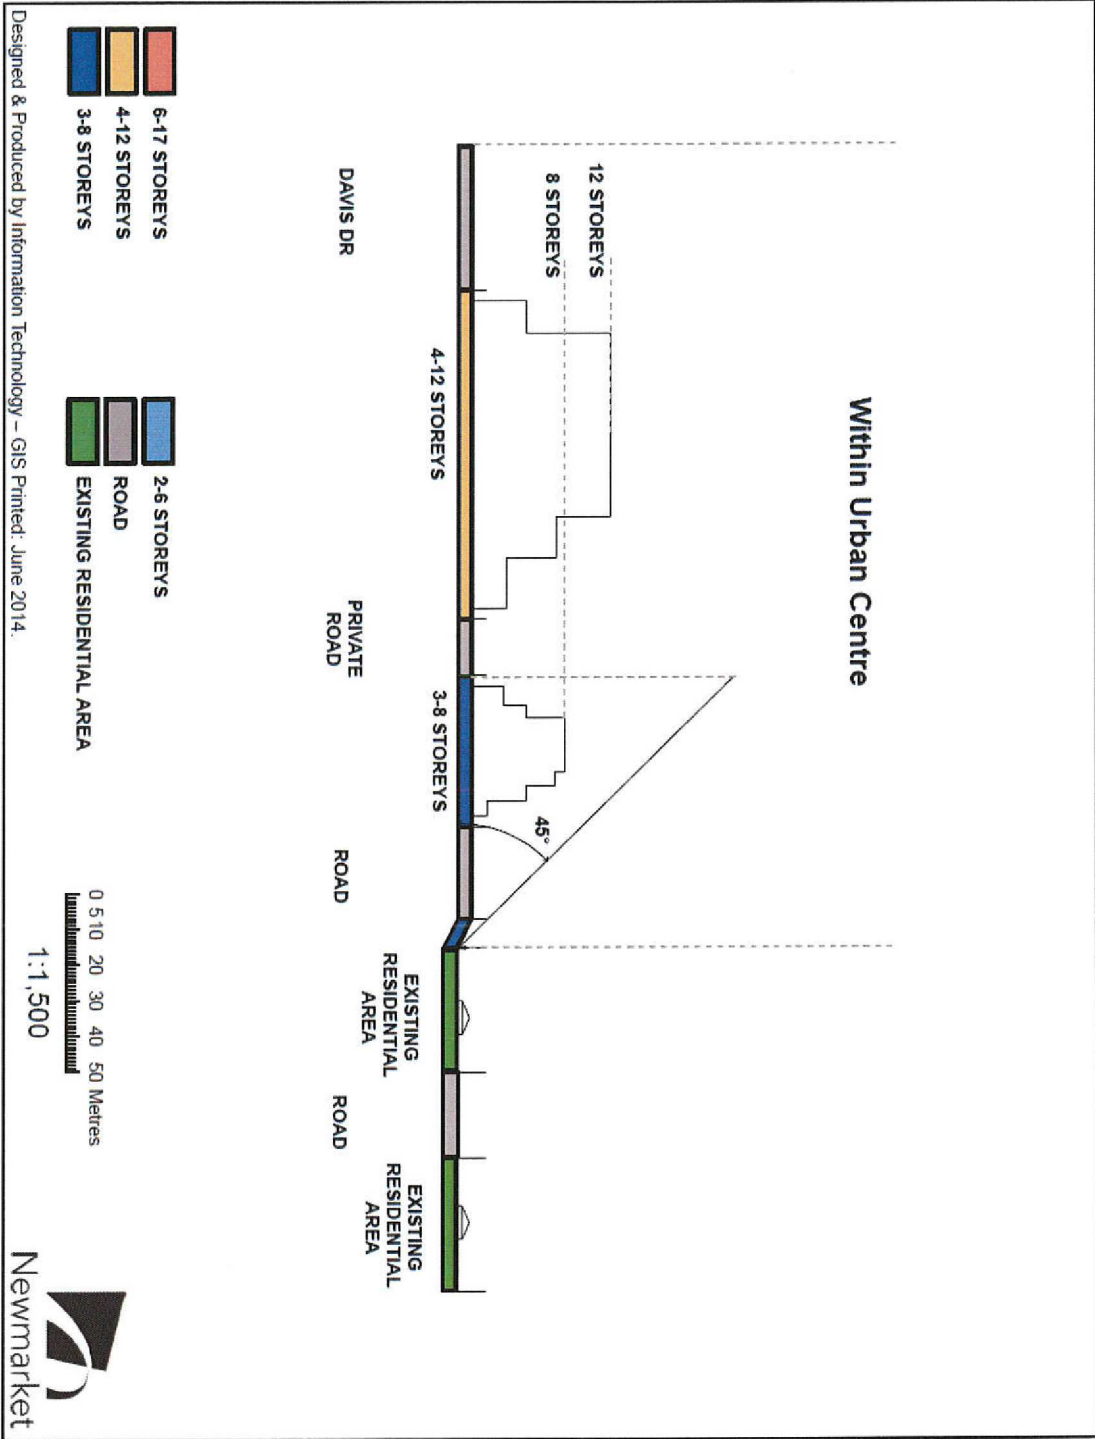 Within Urban Centre
12 STOREYS
8 STOREYS
45°
4-12 STOREYS
3-8 STOREYS
DAVIS DR
PRIVATE
ROAD
ROAD
EXISTING
RESIDENTIAL
AREA
ROAD
EXISTING
RESIDENTIAL
AREA
6-17 STOREYS
4-12 STOREYS
3-8 STOREYS
2-6 STOREYS
ROAD
EXISTING RESIDENTIAL AREA
0 5 10 20 30 40 50 Metres
1:1,500
Newmarket
Designed & Produced by Information Technology – GIS Printed: June 2014.